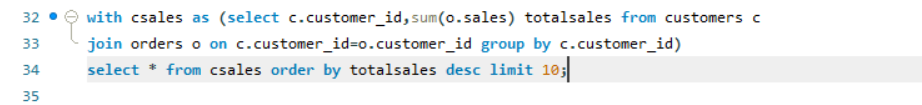 32 with csales as (select c.customer_id,sum(o.sales) totalsales from customers c
33 join orders o on c.customer_id=o.customer_id group by c.customer_id)
34 select * from csales order by totalsales desc limit 10;
35